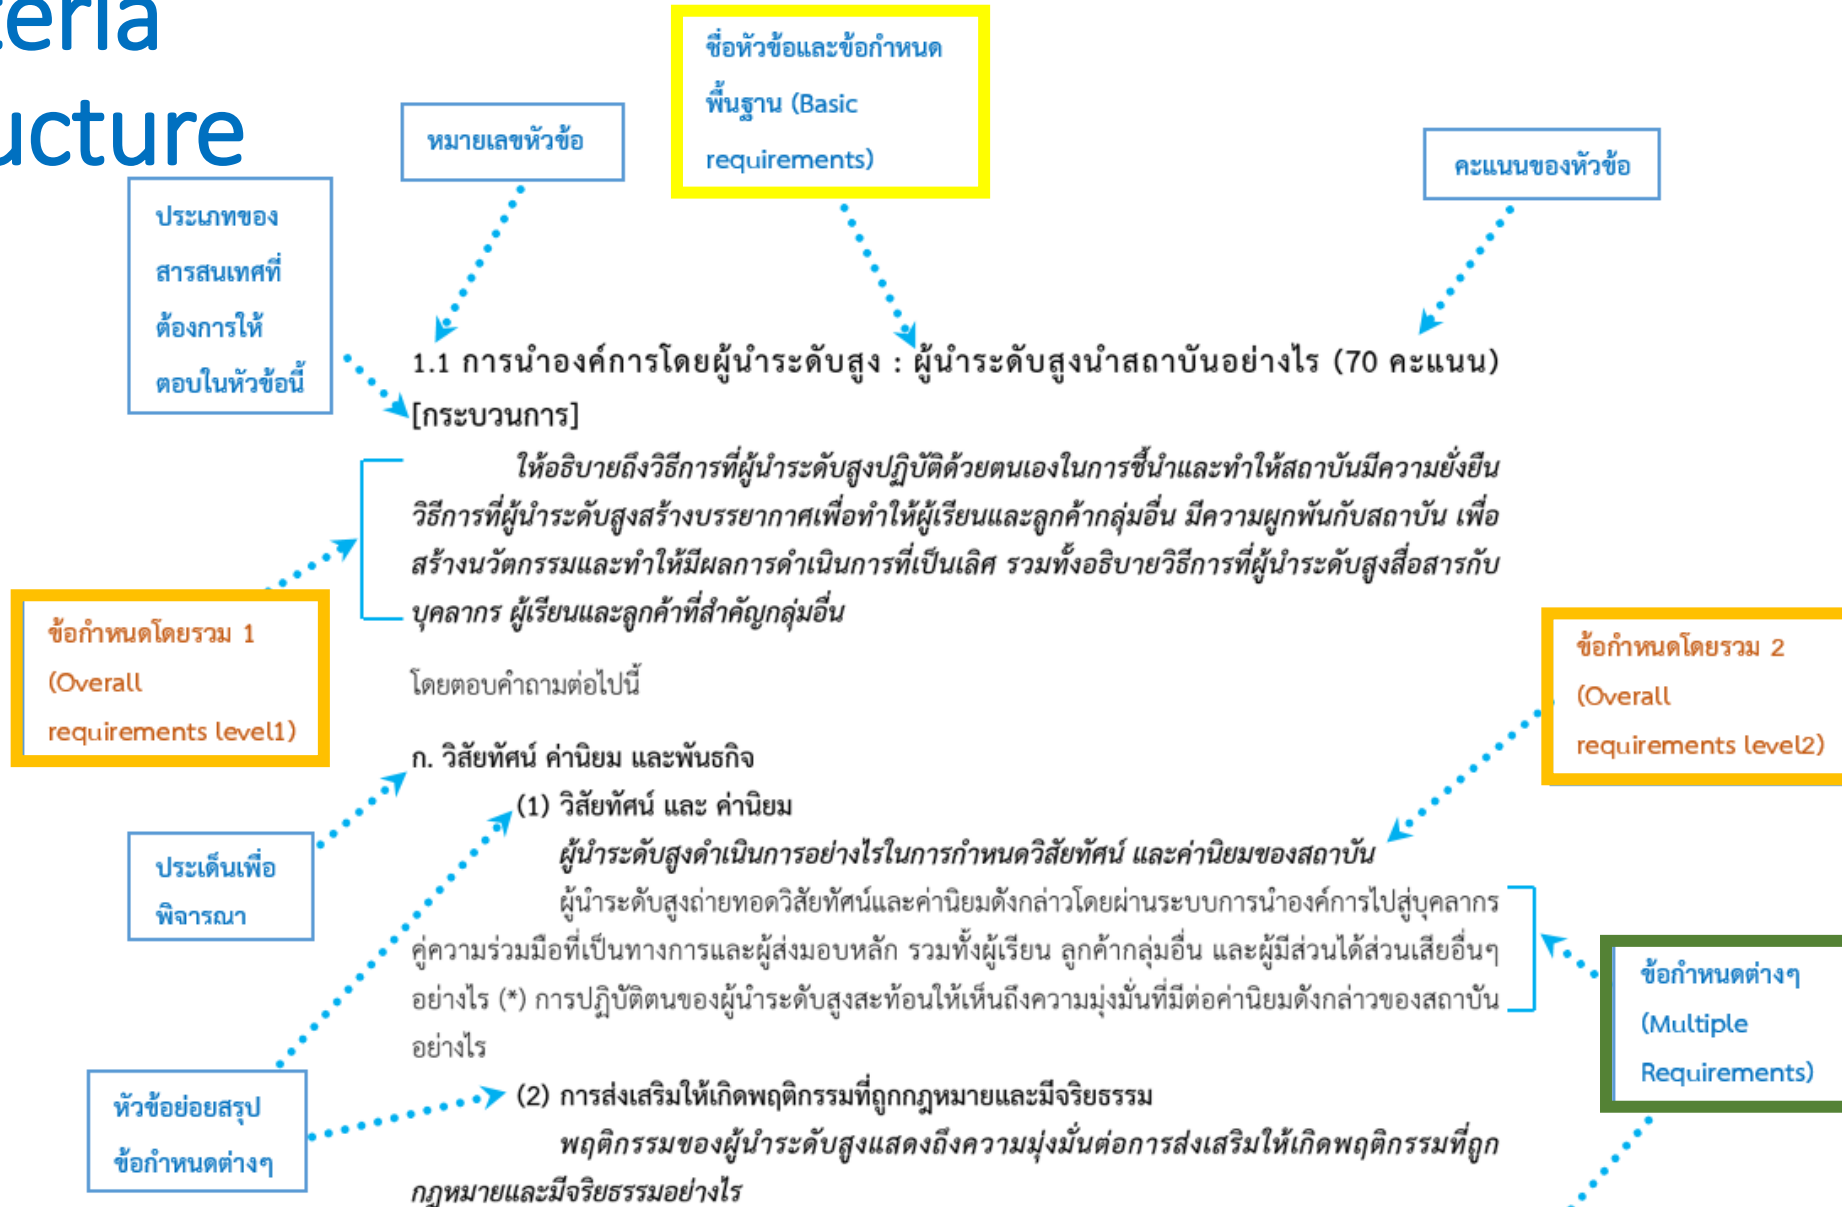 teria
ucture
ชื่อหัวข้อและข้อกำหนด
พื้นฐาน (Basic
requirements)
หมายเลขหัวข้อ
คะแนนของหัวข้อ
ประเภทของ
สารสนเทศที่
ต้องการให้
ตอบในหัวข้อนี้
1.1 การนำองค์การโดยผู้นำระดับสูง : ผู้นำระดับสูงนำสถาบันอย่างไร (70 คะแนน)
[กระบวนการ]
ให้อธิบายถึงวิธีการที่ผู้นำระดับสูงปฏิบัติด้วยตนเองในการชี้นำและทำให้สถาบันมีความยั่งยืน
วิธีการที่ผู้นำระดับสูงสร้างบรรยากาศเพื่อทำให้ผู้เรียนและลูกค้ากลุ่มอื่น มีความผูกพันกับสถาบัน เพื่อ
สร้างนวัตกรรมและทำให้มีผลการดำเนินการที่เป็นเลิศ รวมทั้งอธิบายวิธีการที่ผู้นำระดับสูงสื่อสารกับ
บุคลากร ผู้เรียนและลูกค้าที่สำคัญกลุ่มอื่น
ข้อกำหนดโดยรวม 1
(Overall
requirements level1)
ข้อกำหนดโดยรวม 2
(Overall
requirements level2)
โดยตอบคำถามต่อไปนี้
ก. วิสัยทัศน์ ค่านิยม และพันธกิจ
(1) วิสัยทัศน์ และ ค่านิยม
ผู้นำระดับสูงดำเนินการอย่างไรในการกำหนดวิสัยทัศน์ และค่านิยมของสถาบัน
ประเด็นเพื่อ
พิจารณา
ผู้นำระดับสูงถ่ายทอดวิสัยทัศน์และค่านิยมดังกล่าวโดยผ่านระบบการนำองค์การไปสู่บุคลากร
คู่ความร่วมมือที่เป็นทางการและผู้ส่งมอบหลัก รวมทั้งผู้เรียน ลูกค้ากลุ่มอื่น และผู้มีส่วนได้ส่วนเสียอื่นๆ
อย่างไร (*) การปฏิบัติตนของผู้นำระดับสูงสะท้อนให้เห็นถึงความมุ่งมั่นที่มีต่อค่านิยมดังกล่าวของสถาบัน
อย่างไร
ข้อกำหนดต่างๆ
(Multiple
Requirements)
หัวข้อย่อยสรุป
ข้อกำหนดต่างๆ
(2) การส่งเสริมให้เกิดพฤติกรรมที่ถูกกฎหมายและมีจริยธรรม
พฤติกรรมของผู้นำระดับสูงแสดงถึงความมุ่งมั่นต่อการส่งเสริมให้เกิดพฤติกรรมที่ถูก
กฎหมายและมีจริยธรรมอย่างไร